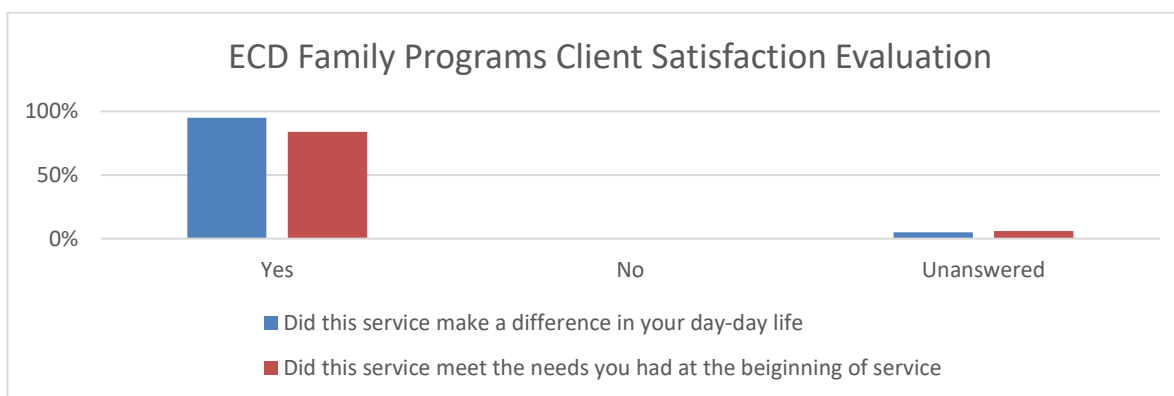 ECD Family Programs Client Satisfaction Evaluation
100%
50%
0%
Yes No Unanswered
Did this service make a difference in your day-day life
Did this service meet the needs you had at the beiginning of service